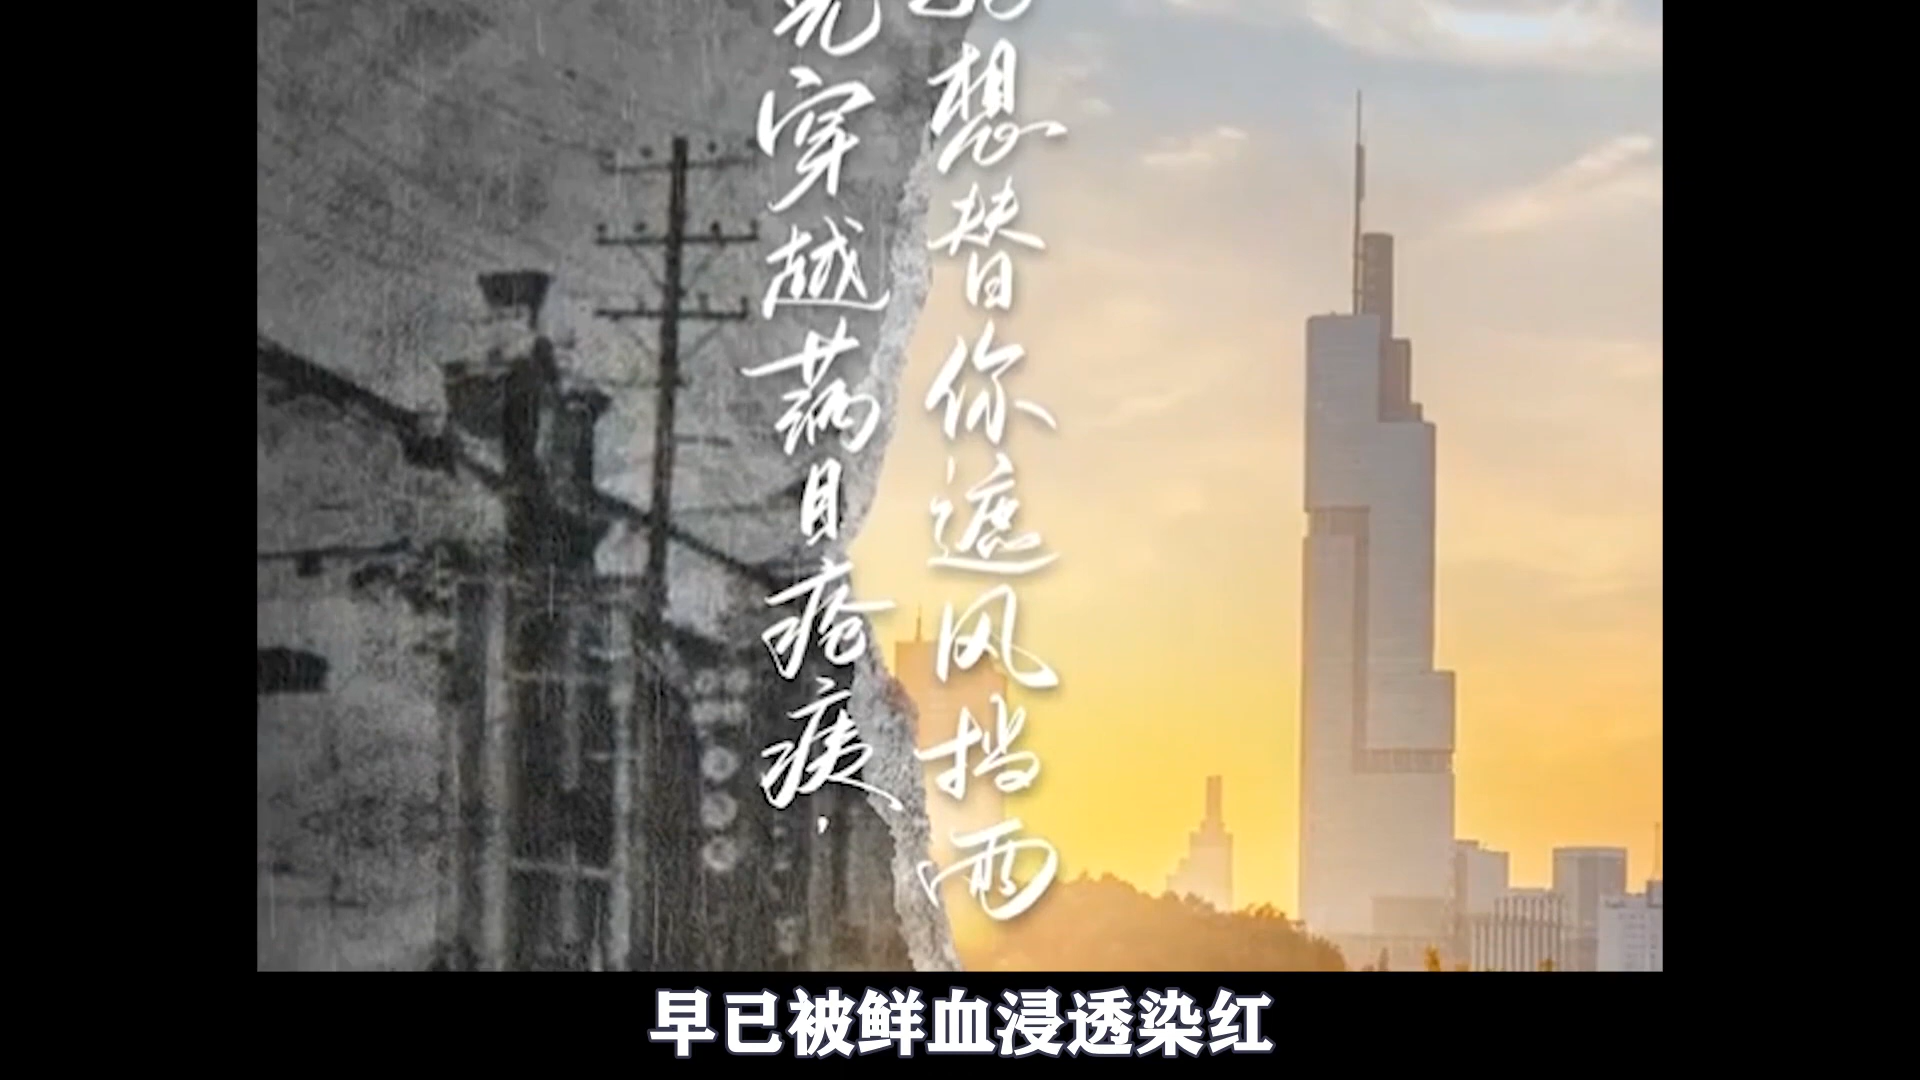 想替你遮风挡雨
穿越满目疮痍，
早已被鲜血浸透染红